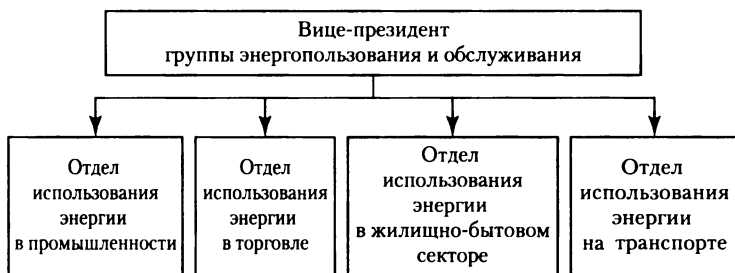 Вице-президент
группы энергопользования и обслуживания
Отдел
использования
энергии
в промышленности
Отдел
использования
энергии
в торговле
Отдел
использования
энергии
в жилищно-бытовом
секторе
Отдел
использования
энергии
на транспорте